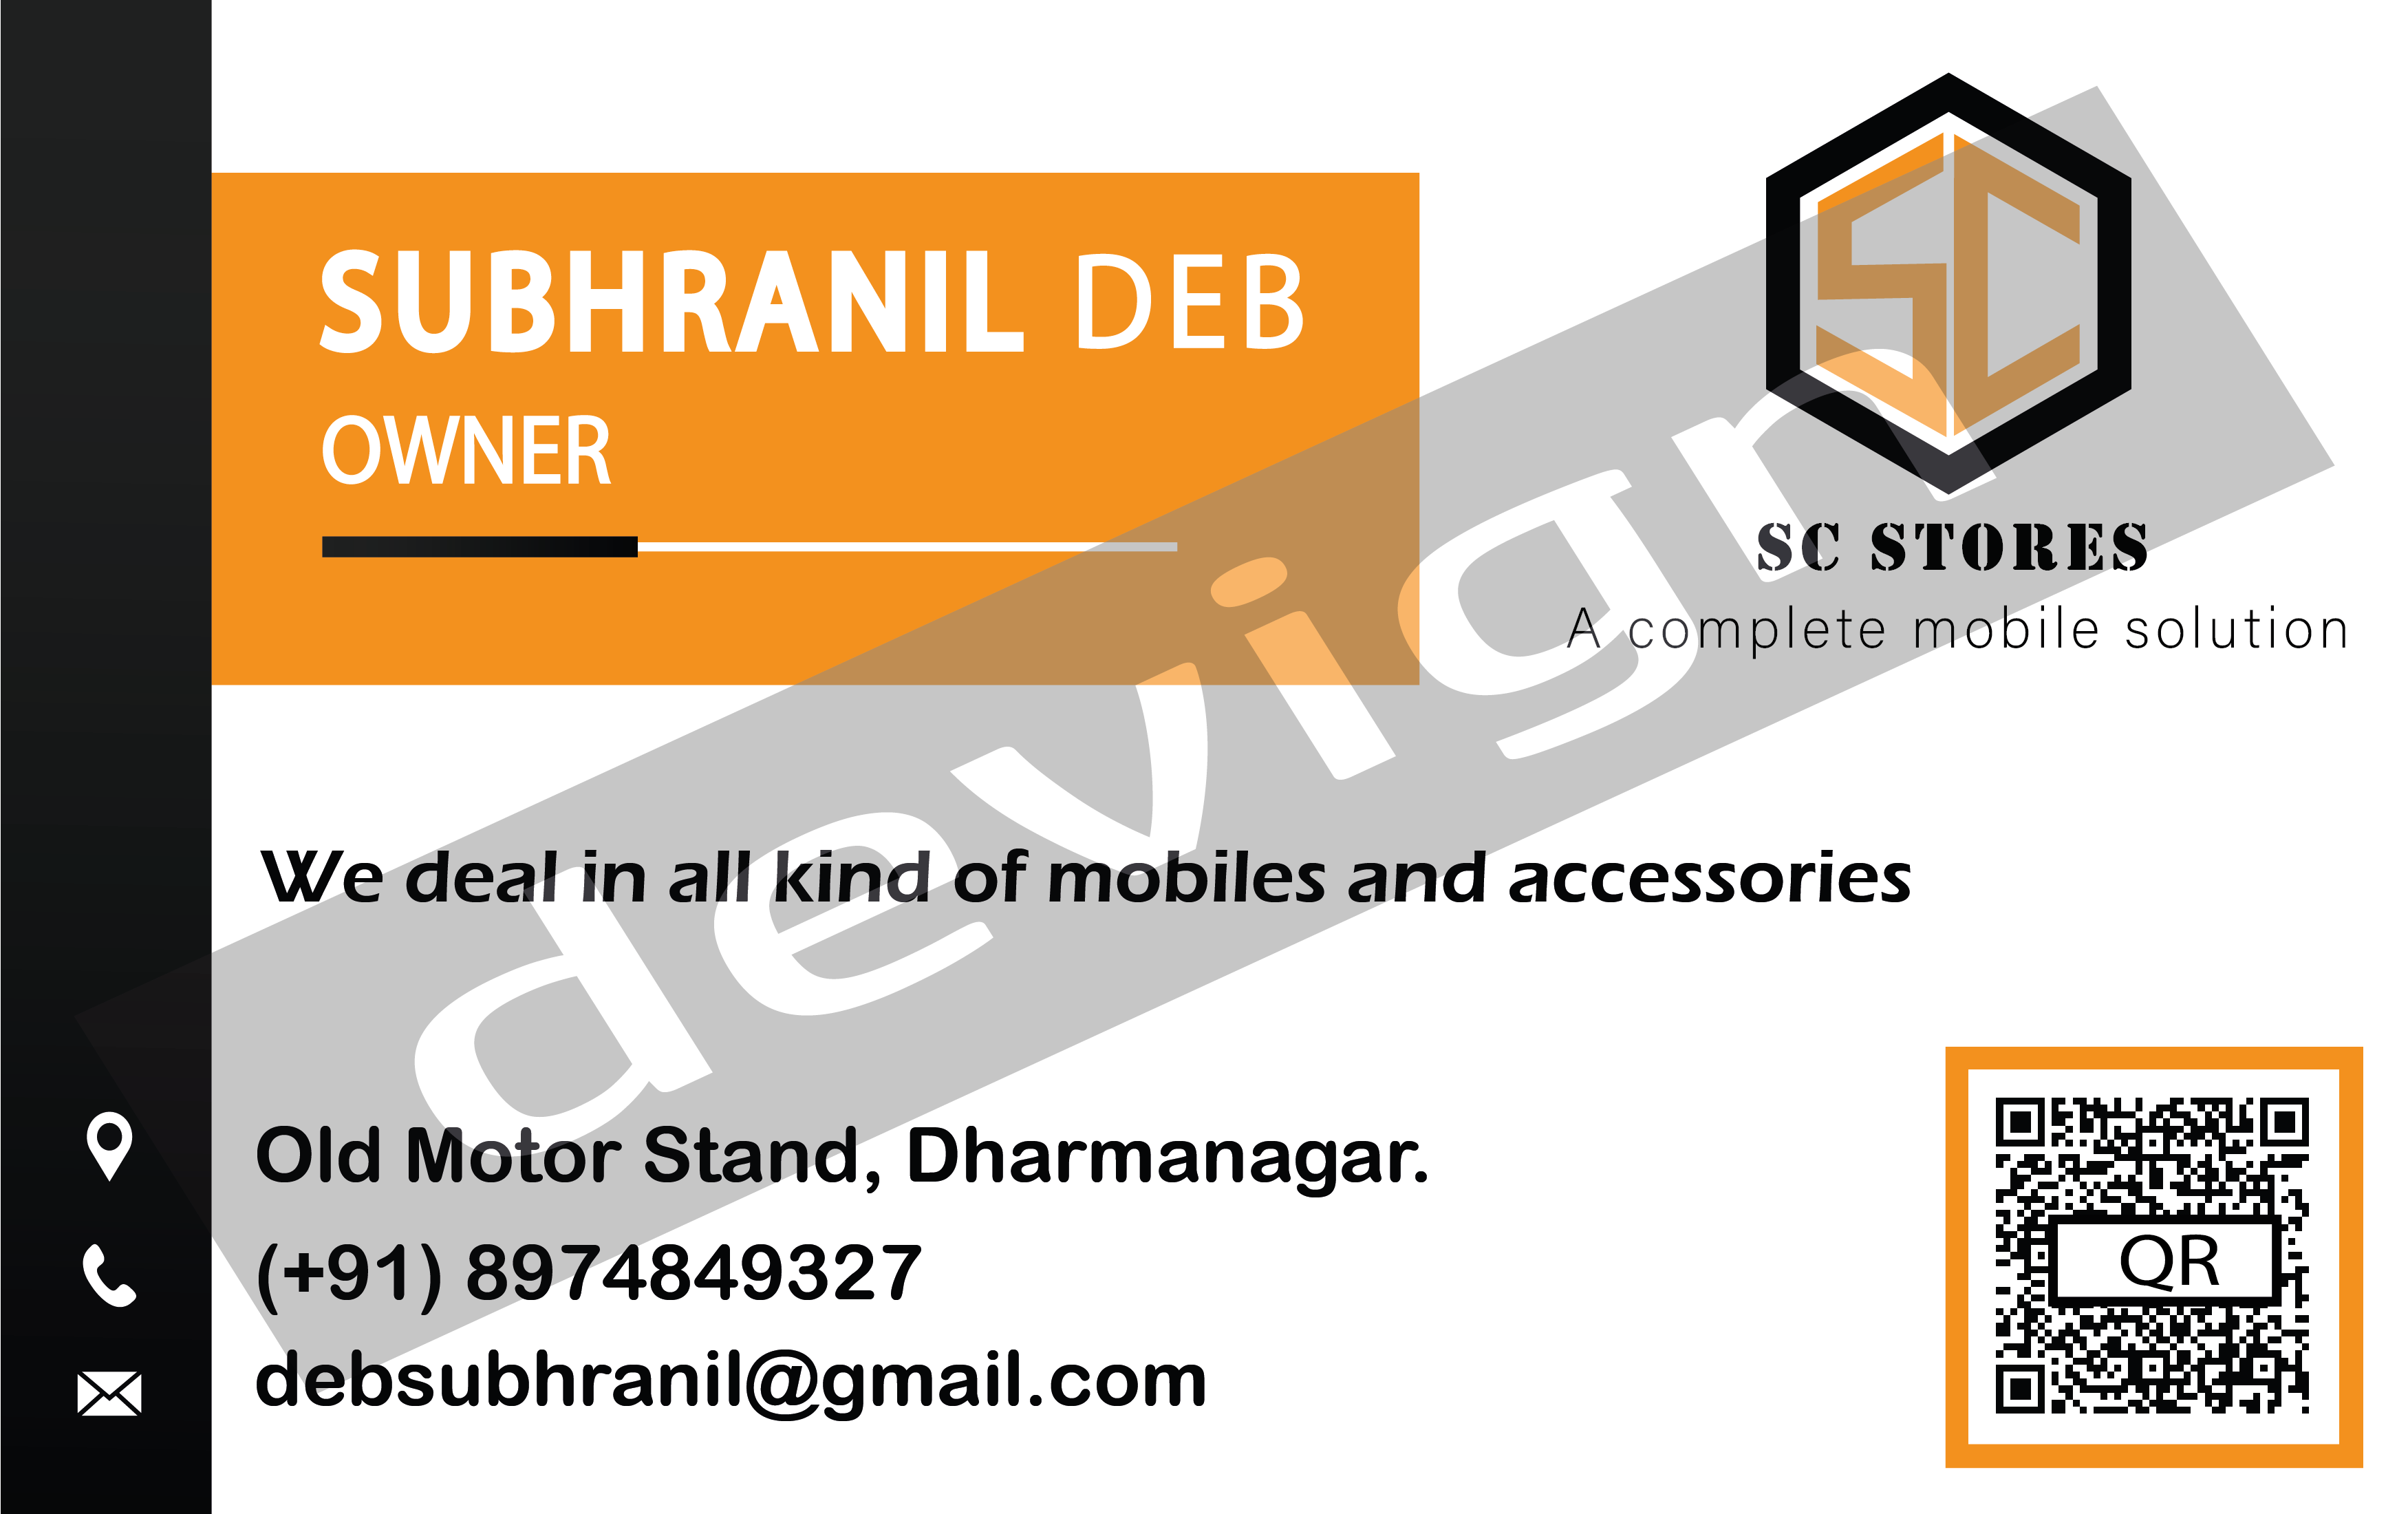 SUBHRANIL DEB
OWNER
SC
SC STORES
A complete mobile solution
devign
We deal in all kind of mobiles and accessories
Old Motor Stand, Dharmanagar.
(+91) 8974849327
debsubhranil@gmail.com
QR